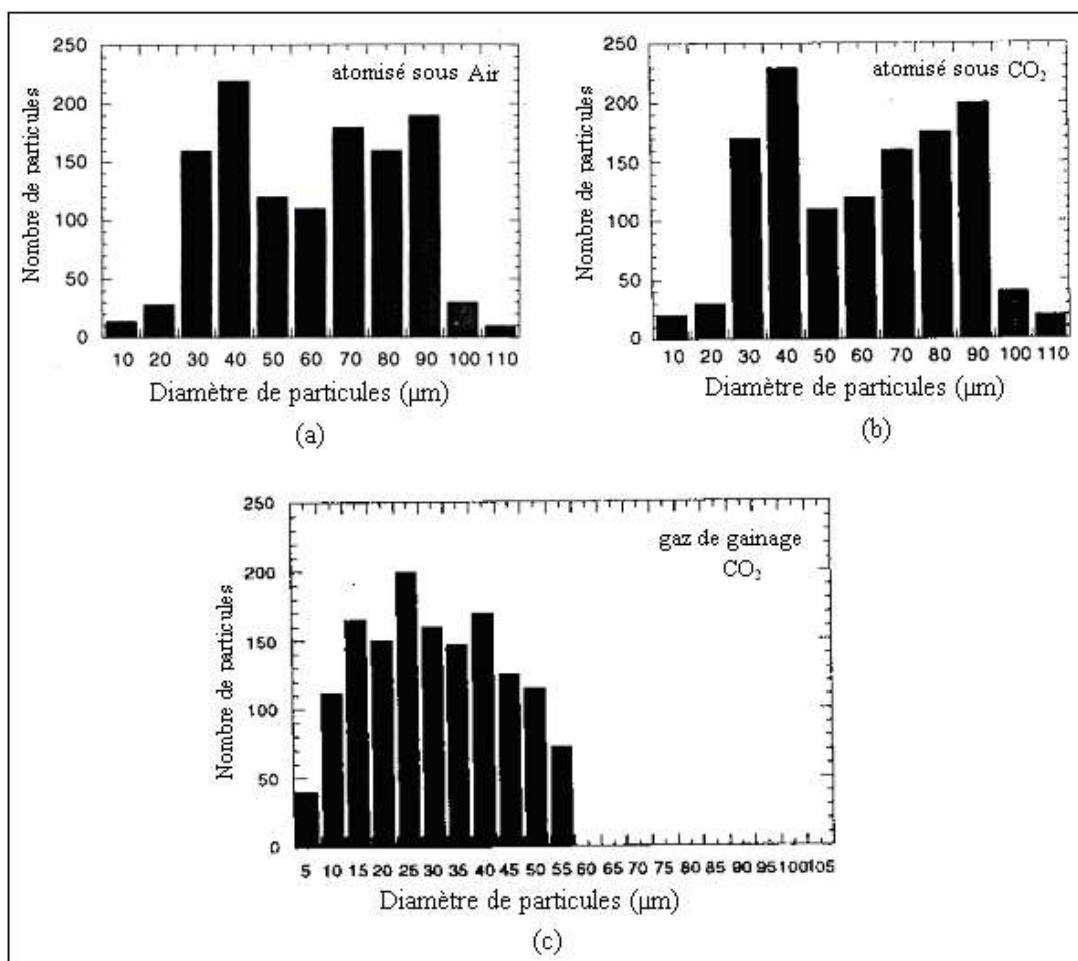 250
200
150
100
50
0
Nombre de particules
atomisé sous Air
10 20 30 40 50 60 70 80 90 100 110
Diamètre de particules (µm)
(a)
250
200
150
100
50
0
Nombre de particules
atomisé sous CO₂
10 20 30 40 50 60 70 80 90 100 110
Diamètre de particules (µm)
(b)
250
200
150
100
50
0
Nombre de particules
gaz de gainage
CO₂
5 10 15 20 25 30 35 40 45 50 55 60 65 70 75 80 85 90 95 100 105
Diamètre de particules (µm)
(c)